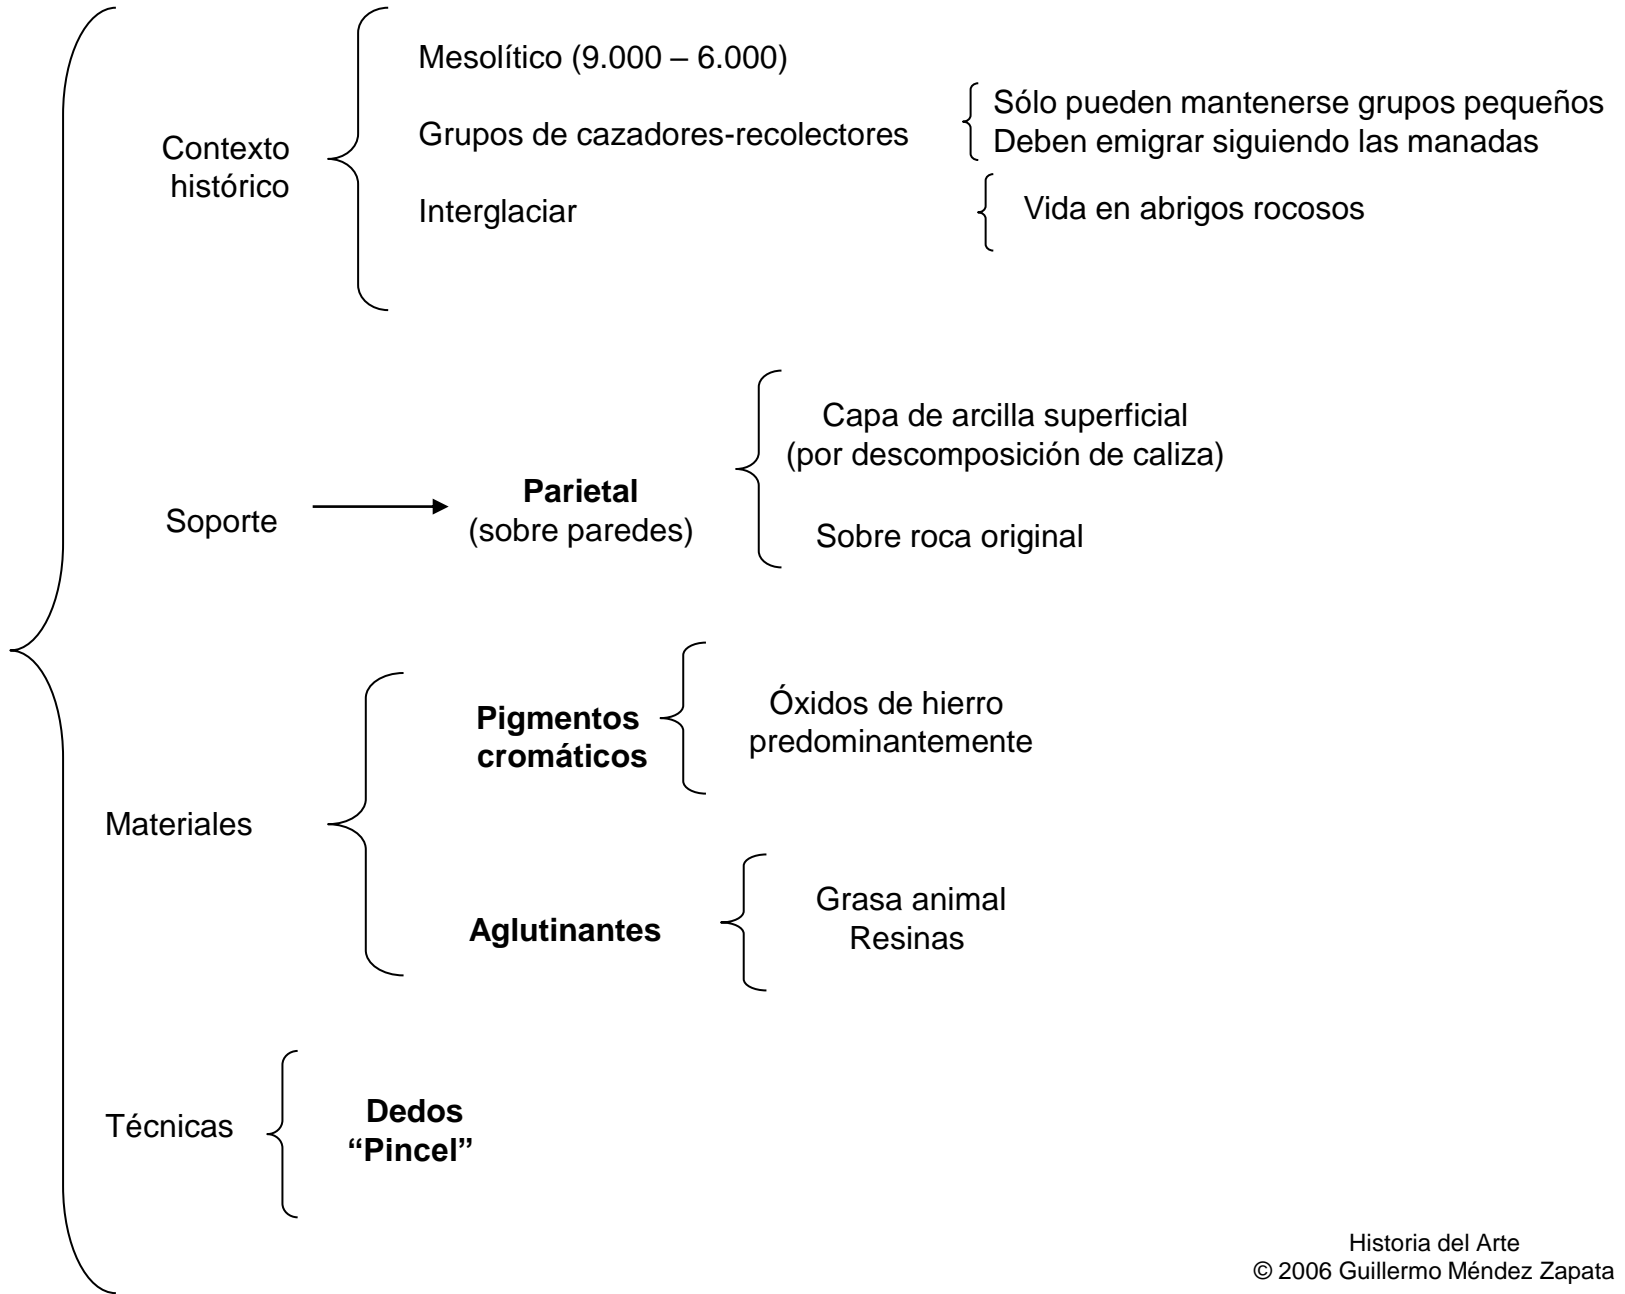 Mesolítico (9.000 – 6.000)
Contexto
histórico
Grupos de cazadores-recolectores
Sólo pueden mantenerse grupos pequeños
Deben emigrar siguiendo las manadas
Interglaciar
Vida en abrigos rocosos
Soporte
Parietal
(sobre paredes)
Capa de arcilla superficial
(por descomposición de caliza)
Sobre roca original
Materiales
Pigmentos
cromáticos
Óxidos de hierro
predominantemente
Aglutinantes
Grasa animal
Resinas
Técnicas
Dedos
“Pincel”
Historia del Arte
© 2006 Guillermo Méndez Zapata